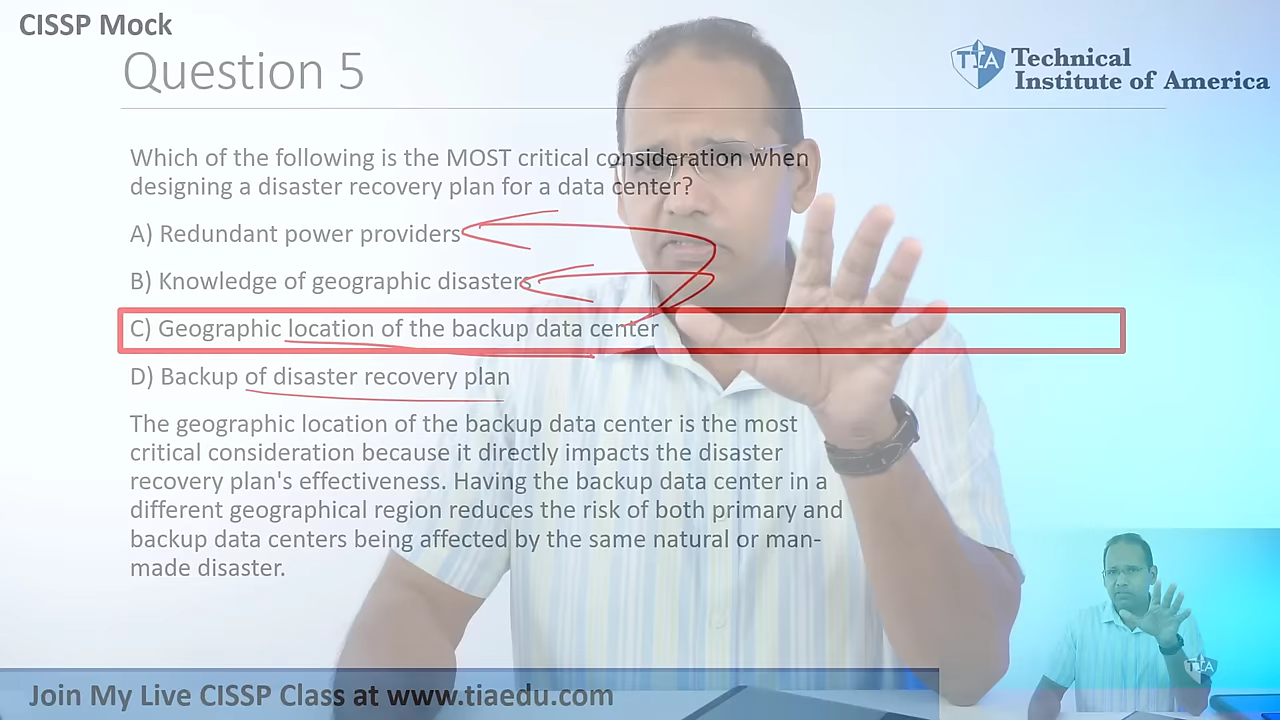 CISSP Mock
Question 5
TIA Technical
Institute of America
Which of the following is the MOST critical consideration when
designing a disaster recovery plan for a data center?
A) Redundant power providers
B) Knowledge of geographic disasters
C) Geographic location of the backup data center
D) Backup of disaster recovery plan
The geographic location of the backup data center is the most
critical consideration because it directly impacts the disaster
recovery plan's effectiveness. Having the backup data center in a
different geographical region reduces the risk of both primary and
backup data centers being affected by the same natural or man-
made disaster.
TIA
Join My Live CISSP Class at www.tiaedu.com